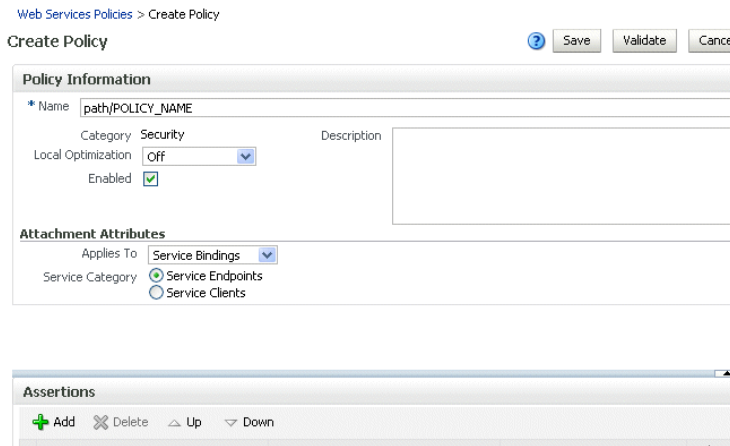 Web Services Policies > Create Policy
Create Policy
Save Validate Cance
Policy Information
* Name path/POLICY_NAME
Category Security Description
Local Optimization Off
Enabled
Attachment Attributes
Applies To Service Bindings
Service Category Service Endpoints
Service Clients
Assertions
Add Delete Up Down